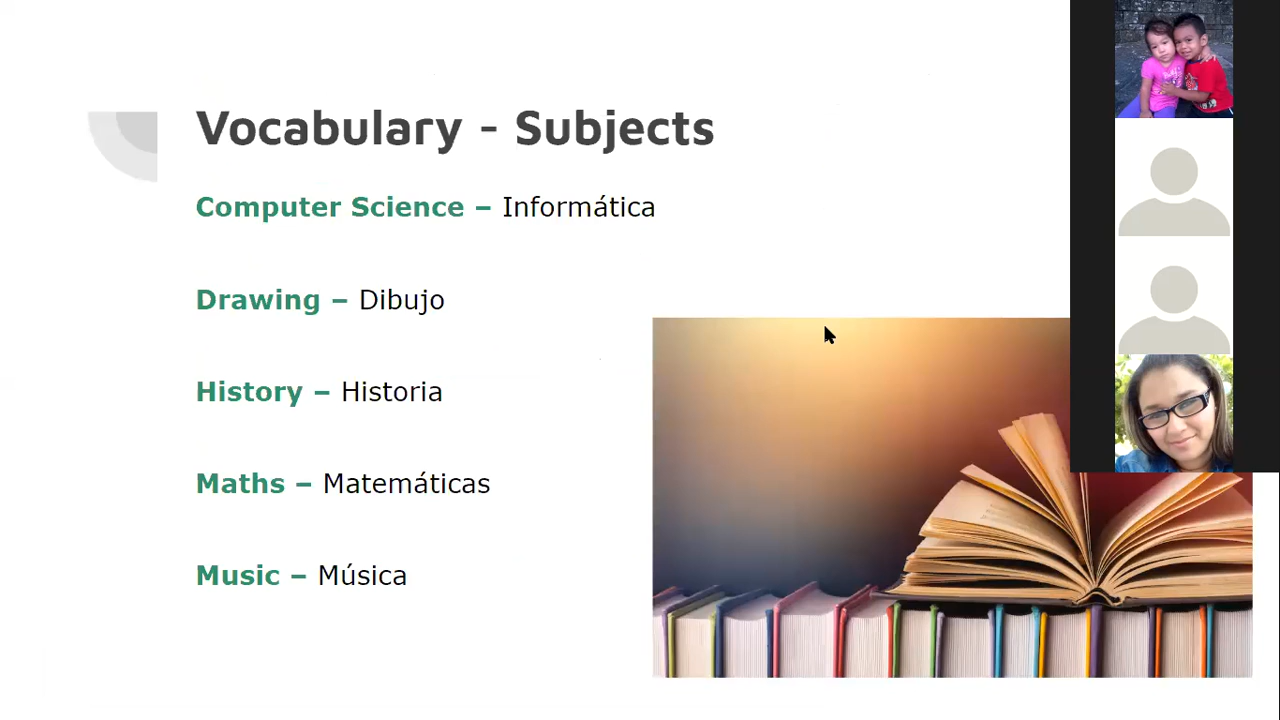 Vocabulary - Subjects
Computer Science – Informática
Drawing – Dibujo
History – Historia
Maths – Matemáticas
Music – Música